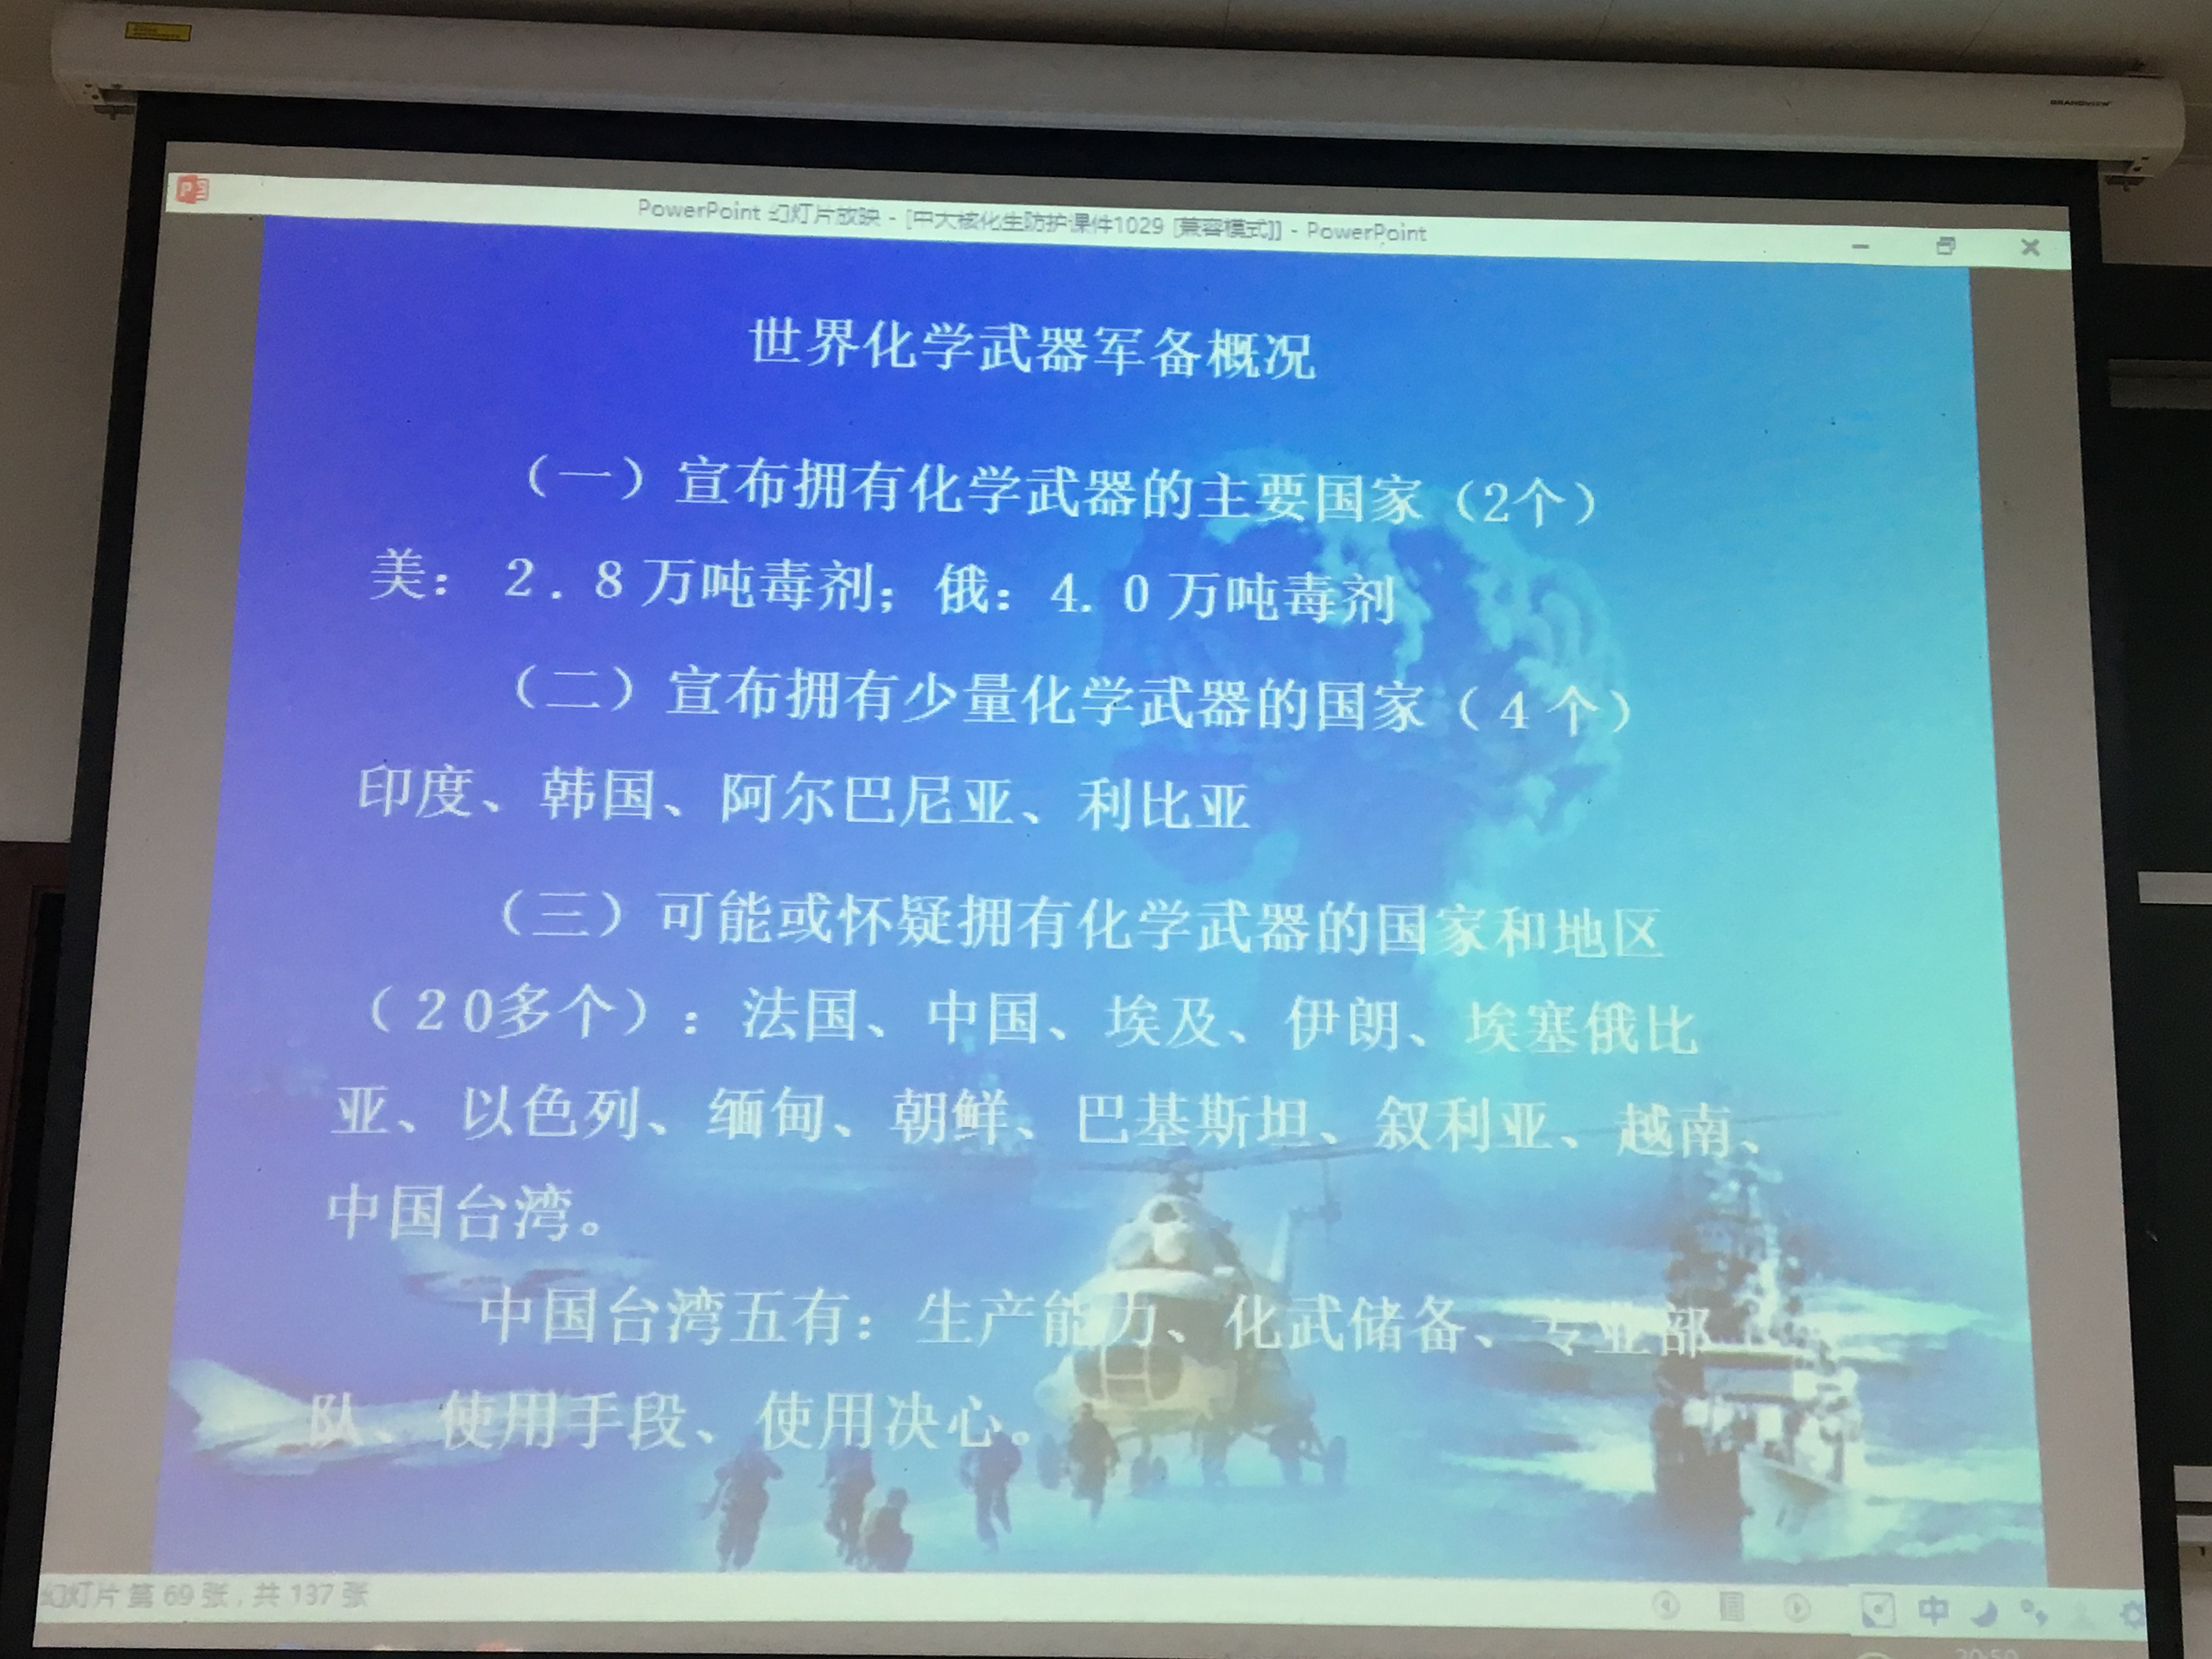 BRANDVIEW
PowerPoint 幻灯片放映 - [中大核化生防护课件1029 [兼容模式]] - PowerPoint
世界化学武器军备概况
（一）宣布拥有化学武器的主要国家（2个）
美： 2.8万吨毒剂；俄：4.0万吨毒剂
（二）宣布拥有少量化学武器的国家（4个）
印度、韩国、阿尔巴尼亚、利比亚
（三）可能或怀疑拥有化学武器的国家和地区
（20多个）：法国、中国、埃及、伊朗、埃塞俄比
亚、以色列、缅甸、朝鲜、巴基斯坦、叙利亚、越南、
中国台湾。
中国台湾五有：生产能力、化武储备、专业部
队、使用手段、使用决心。
幻灯片 第 69 张，共 137 张
中
20:50